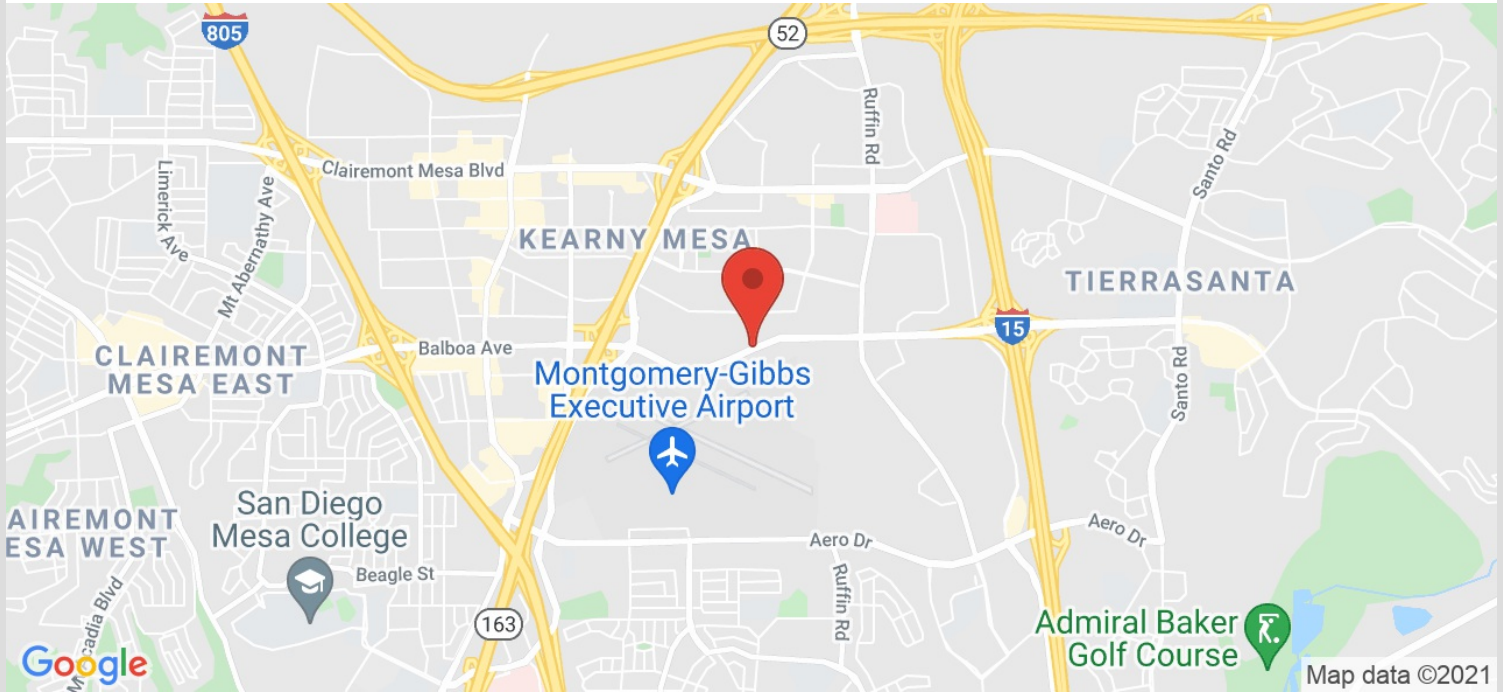 805
52
Ruffin Rd
Clairemont Mesa Blvd
Limerick Ave
Mt Abernathy Ave
Santo Rd
KEARNY MESA
TIERRASANTA
15
Balboa Ave
CLAIREMONT
MESA EAST
Montgomery-Gibbs
Executive Airport
Santo Rd
San Diego
Mesa College
AIREMONT
ESA WEST
Aero Dr
Aero Dr
Beagle St
Ruffin Rd
163
Admiral Baker
Golf Course
Google
Map data ©2021